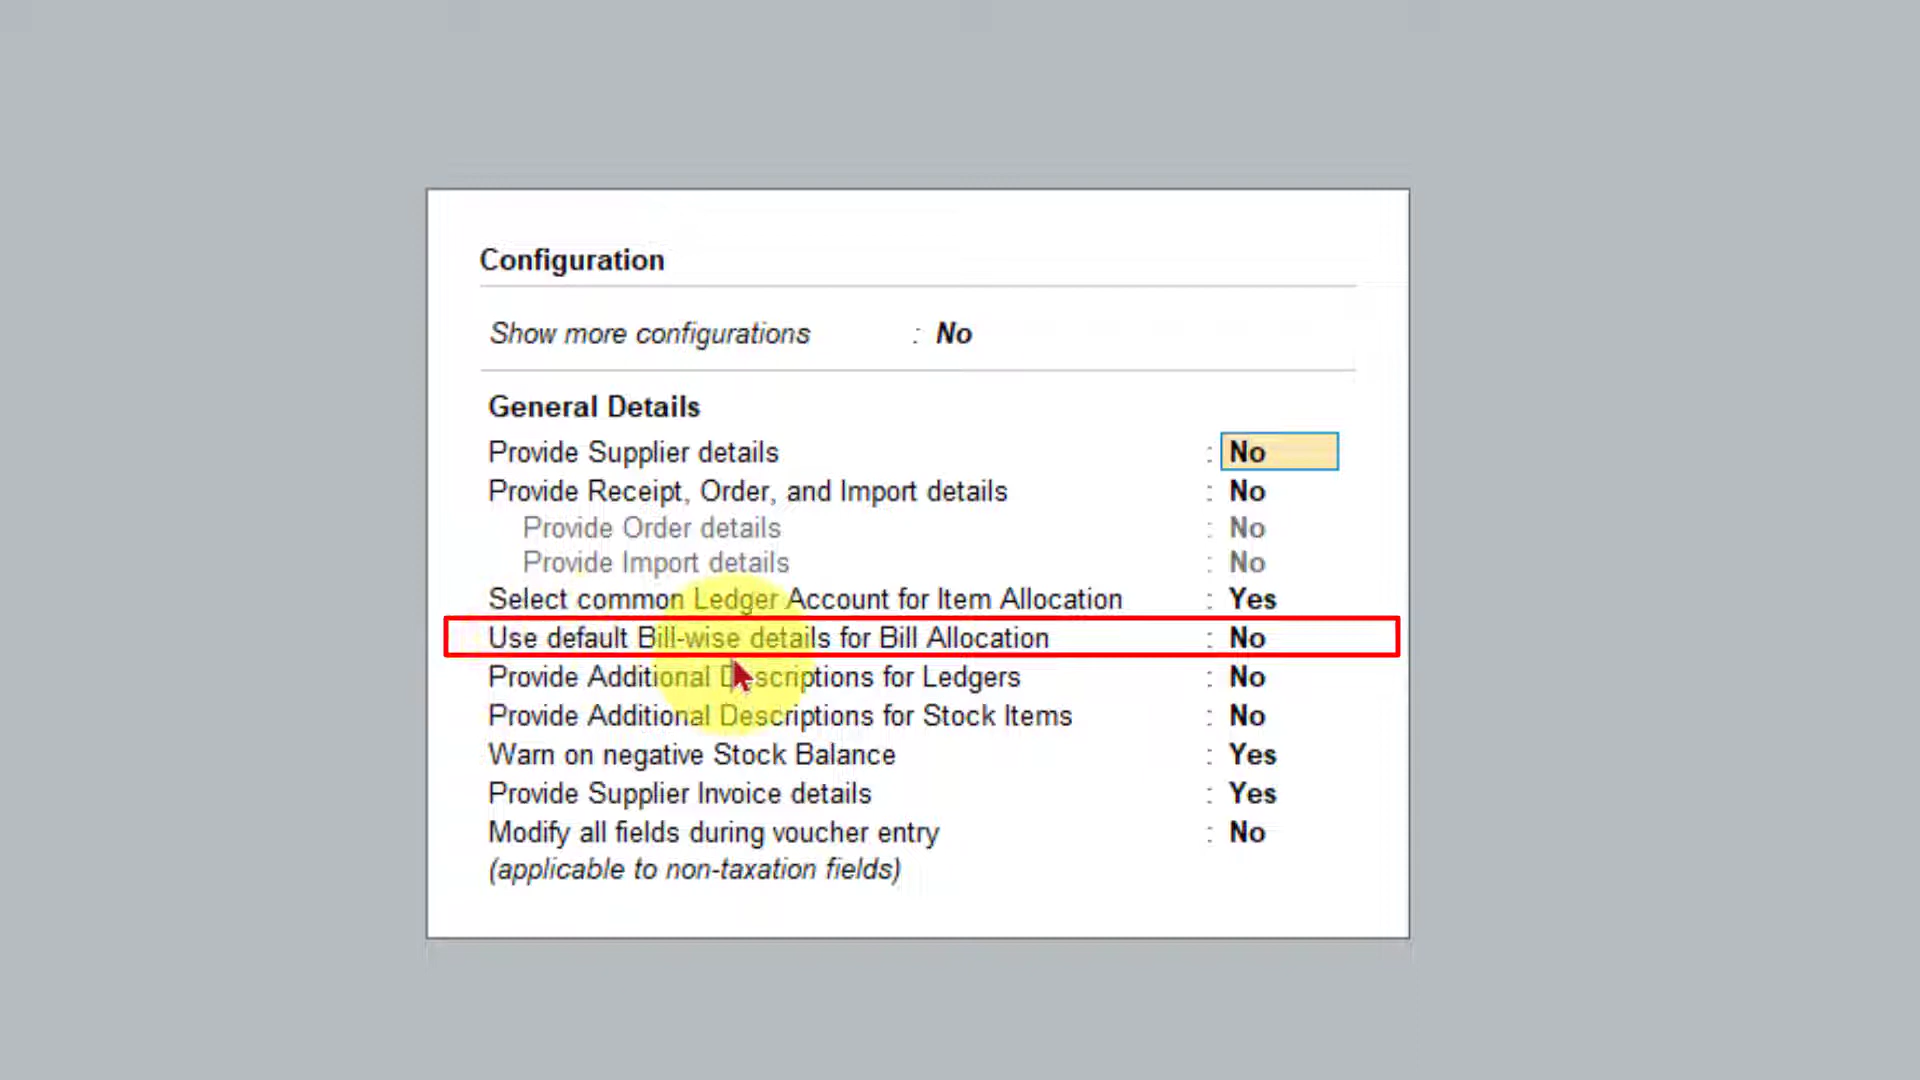 Configuration
Show more configurations : No
General Details
Provide Supplier details : No
Provide Receipt, Order, and Import details : No
Provide Order details : No
Provide Import details : No
Select common Ledger Account for Item Allocation : Yes
Use default Bill-wise details for Bill Allocation : No
Provide Additional Descriptions for Ledgers : No
Provide Additional Descriptions for Stock Items : No
Warn on negative Stock Balance : Yes
Provide Supplier Invoice details : Yes
Modify all fields during voucher entry : No
(applicable to non-taxation fields)